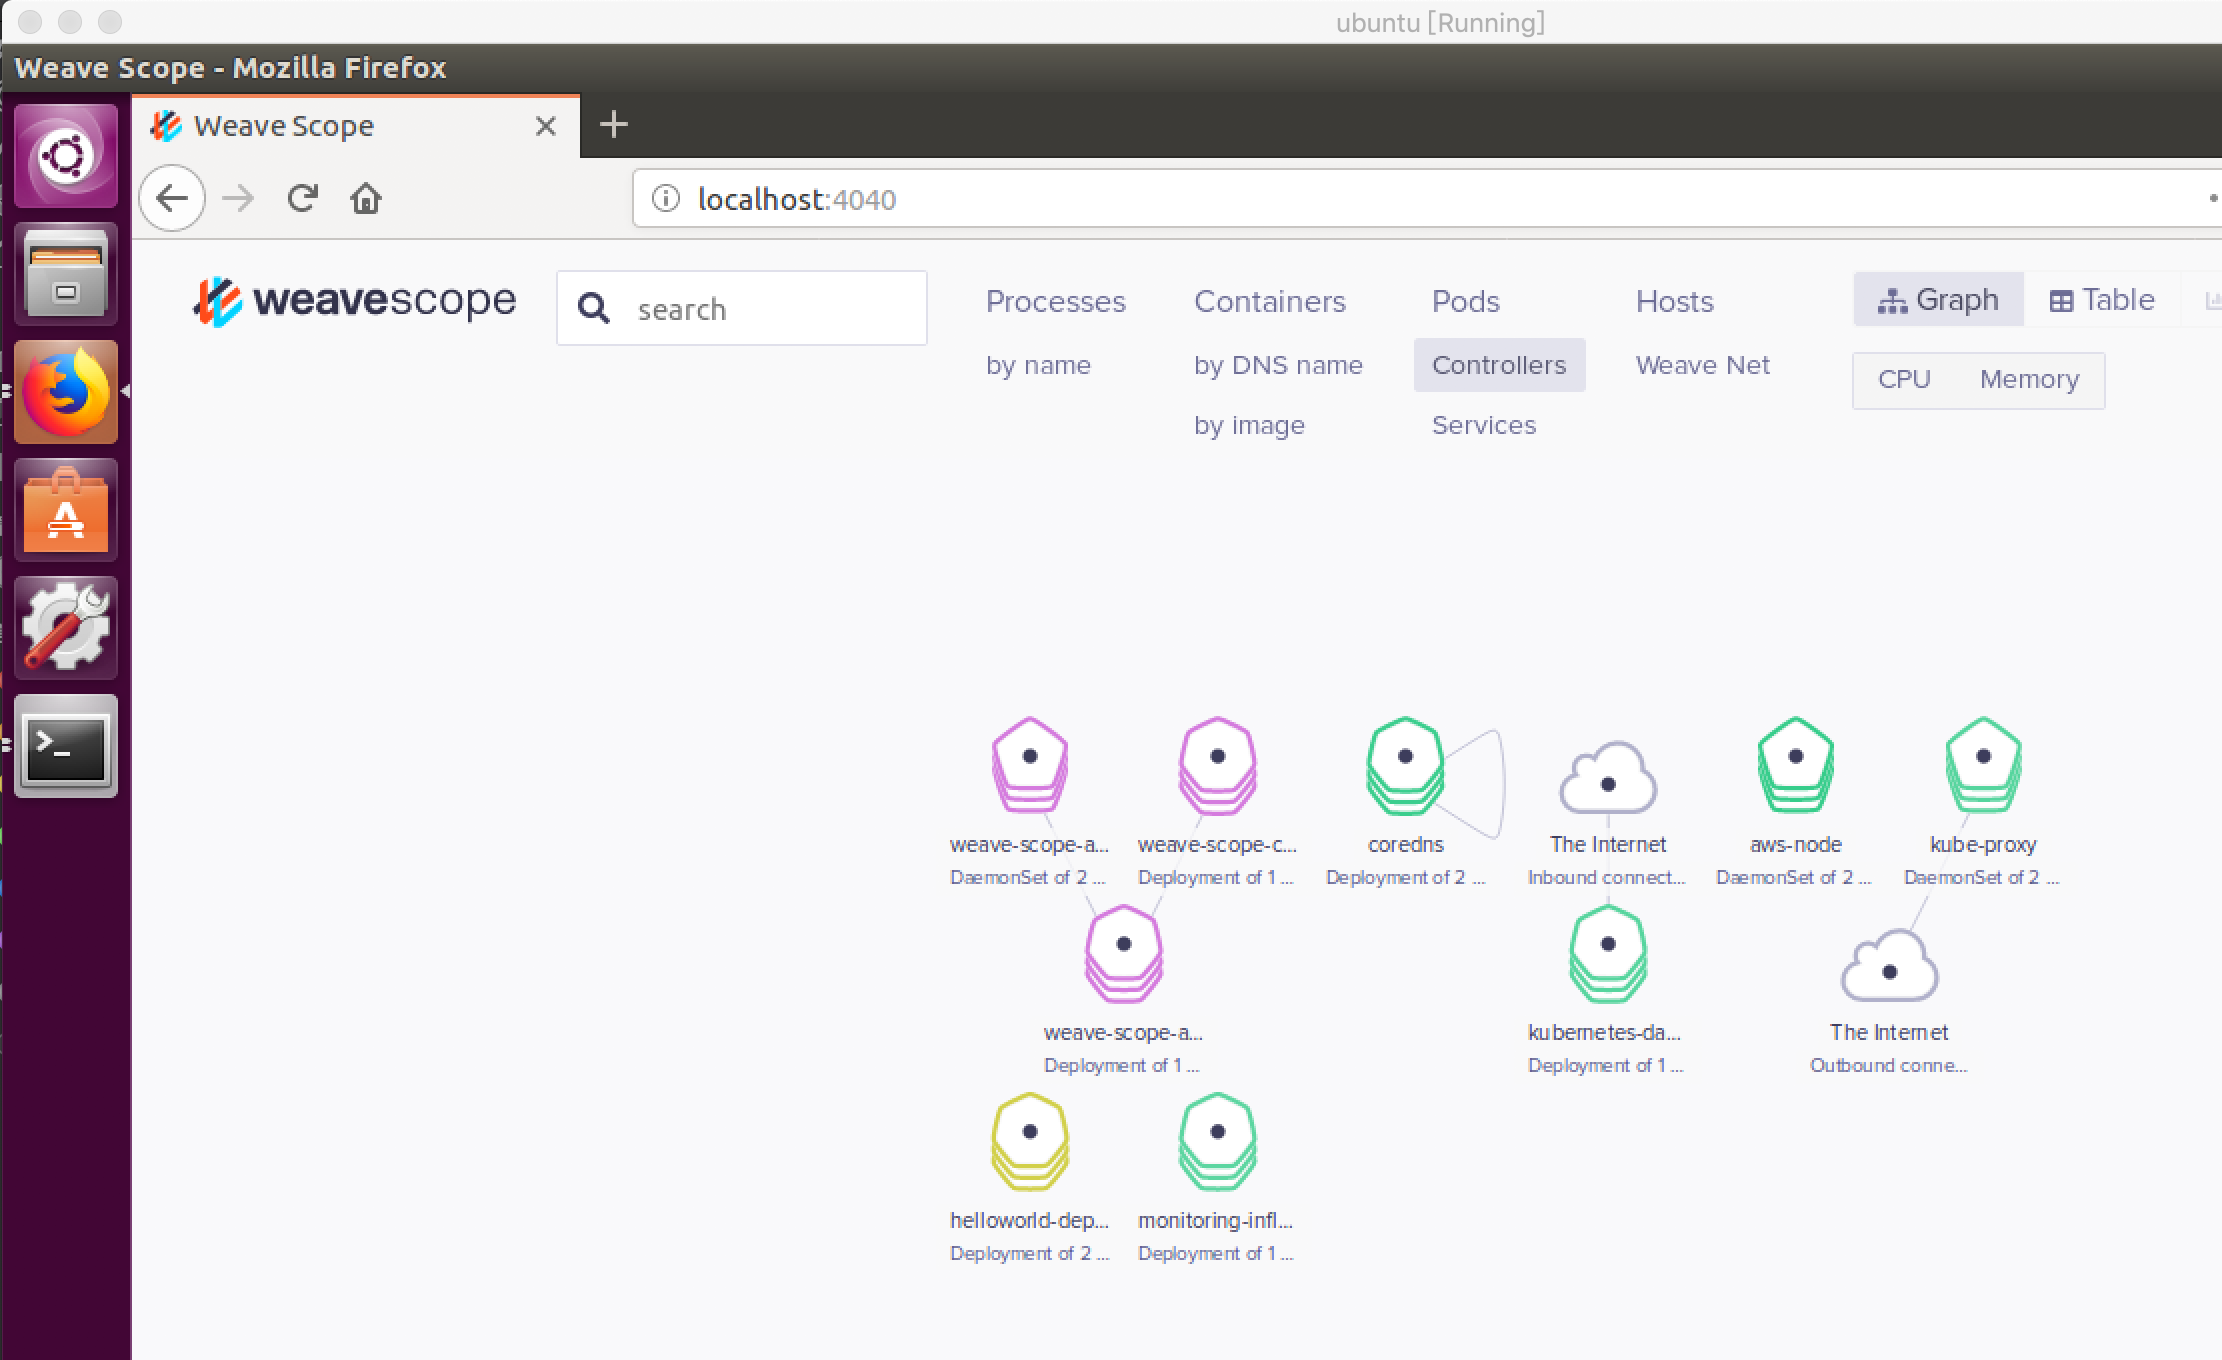 ubuntu [Running]
Weave Scope - Mozilla Firefox
Weave Scope
localhost:4040
weavescope
search
Processes
Containers
Pods
Hosts
Graph
Table
by name
by DNS name
Controllers
Weave Net
CPU
Memory
by image
Services
weave-scope-a...
weave-scope-c...
coredns
The Internet
aws-node
kube-proxy
DaemonSet of 2 ...
Deployment of 1 ...
Deployment of 2 ...
Inbound connect...
DaemonSet of 2 ...
DaemonSet of 2 ...
weave-scope-a...
kubernetes-da...
The Internet
Deployment of 1 ...
Deployment of 1 ...
Outbound conne...
helloworld-dep...
monitoring-infl...
Deployment of 2 ...
Deployment of 1 ...